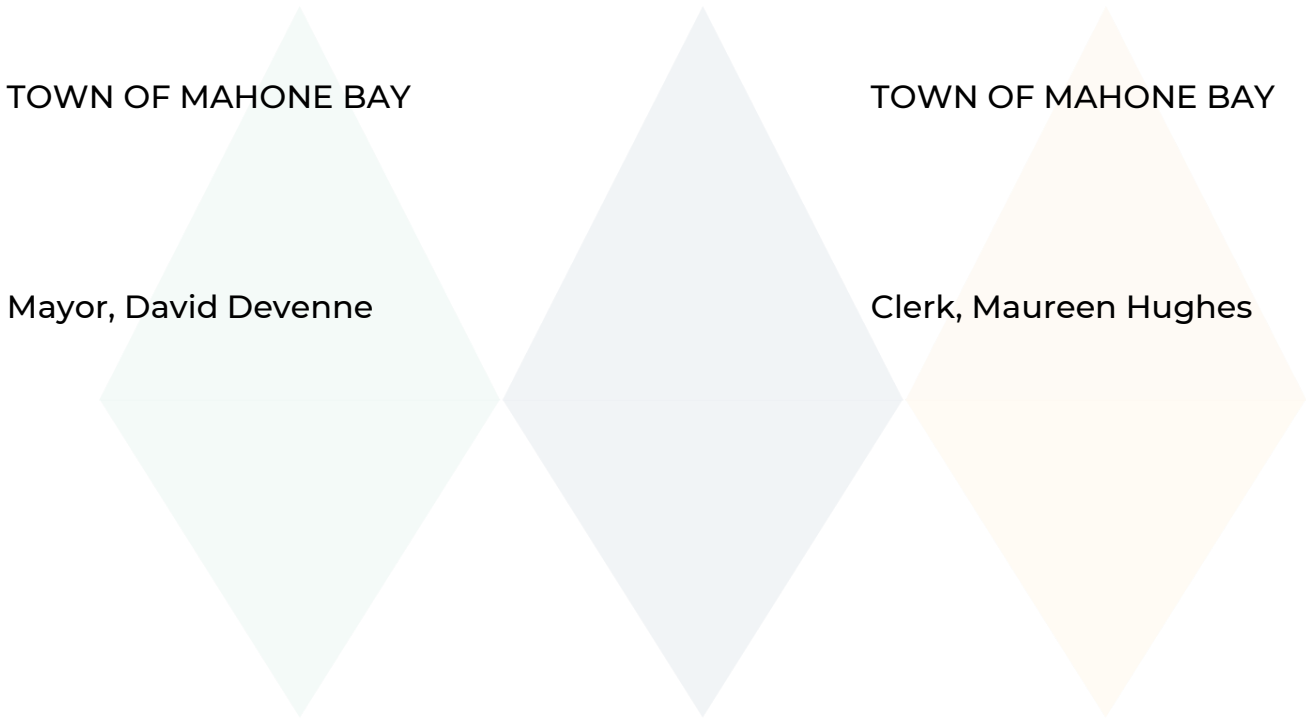 TOWN OF MAHONE BAY
TOWN OF MAHONE BAY
Mayor, David Devenne
Clerk, Maureen Hughes